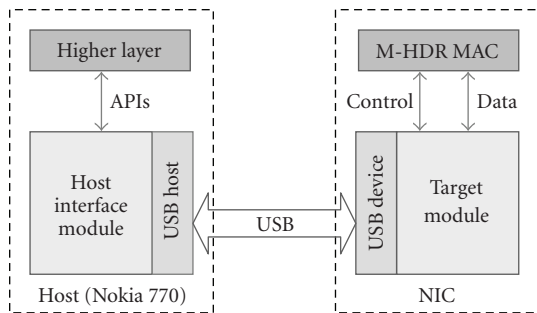 Higher layer
APIs
Host
interface
module
USB host
Host (Nokia 770)
USB
M-HDR MAC
Control
Data
USB device
Target
module
NIC